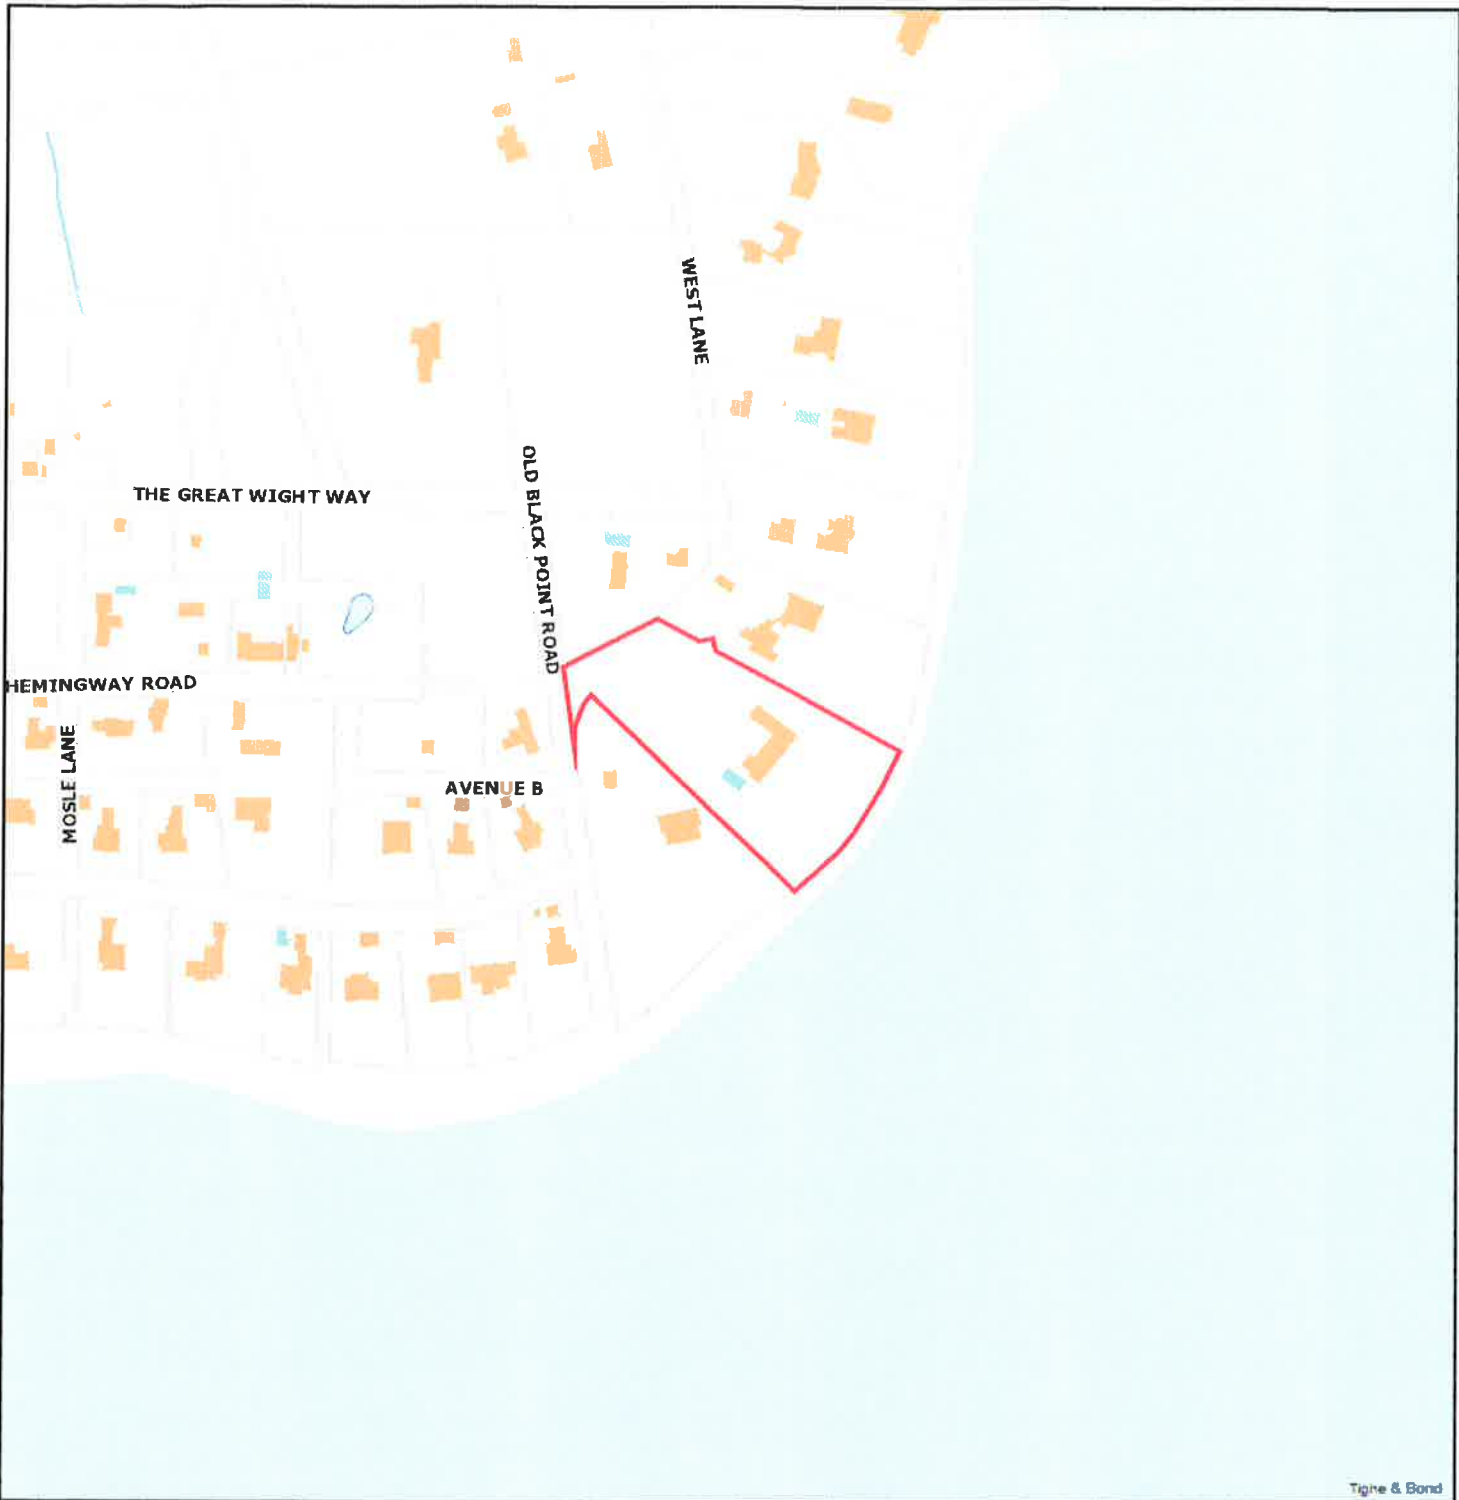 WEST LANE
OLD BLACK POINT ROAD
THE GREAT WIGHT WAY
HEMINGWAY ROAD
MOSLE LANE
AVENUE B
Tighe & Bond